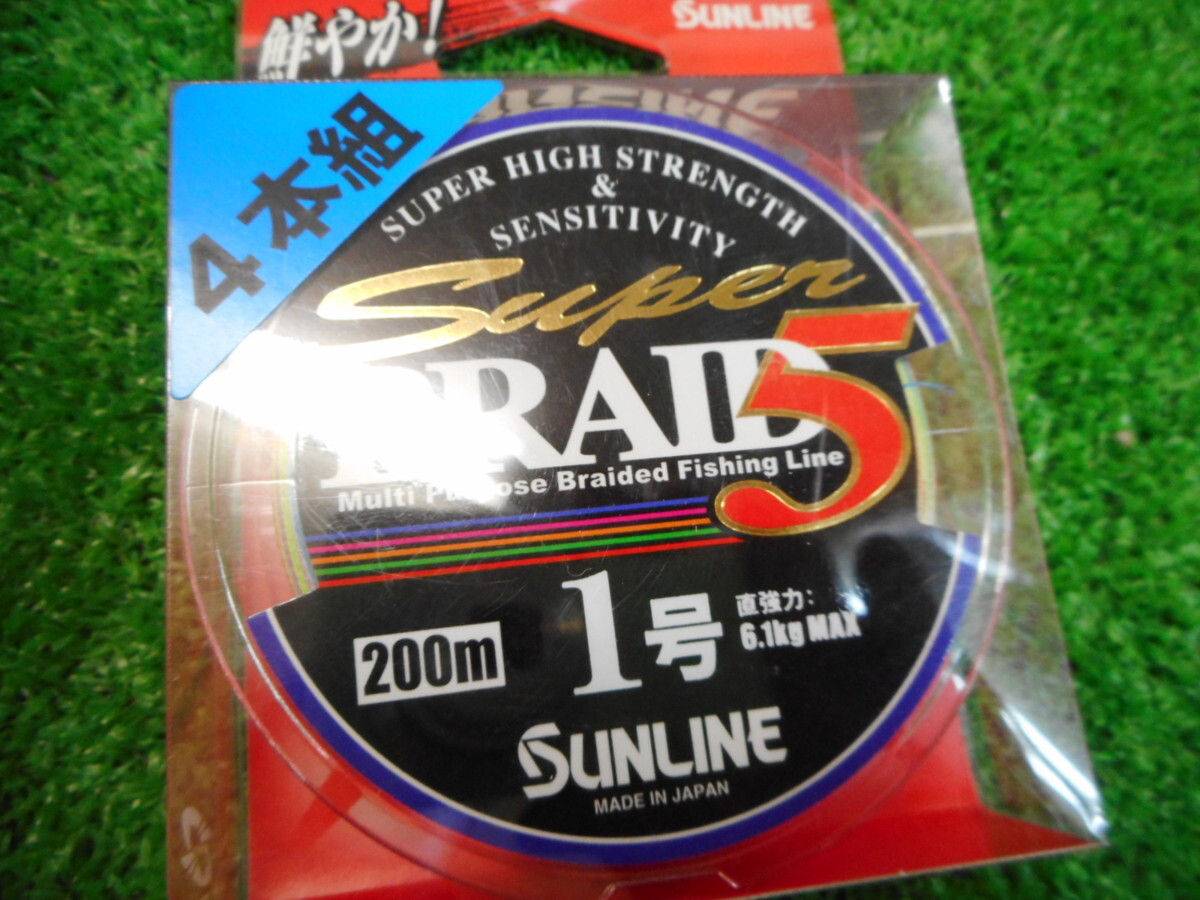 鮮やか!
SUNLINE
4本組
SUPER HIGH STRENGTH
&
SENSITIVITY
Super
BRAID 5
Multi Purpose Braided Fishing Line
200m
1号
直強力:
6.1kg MAX
SUNLINE
MADE IN JAPAN